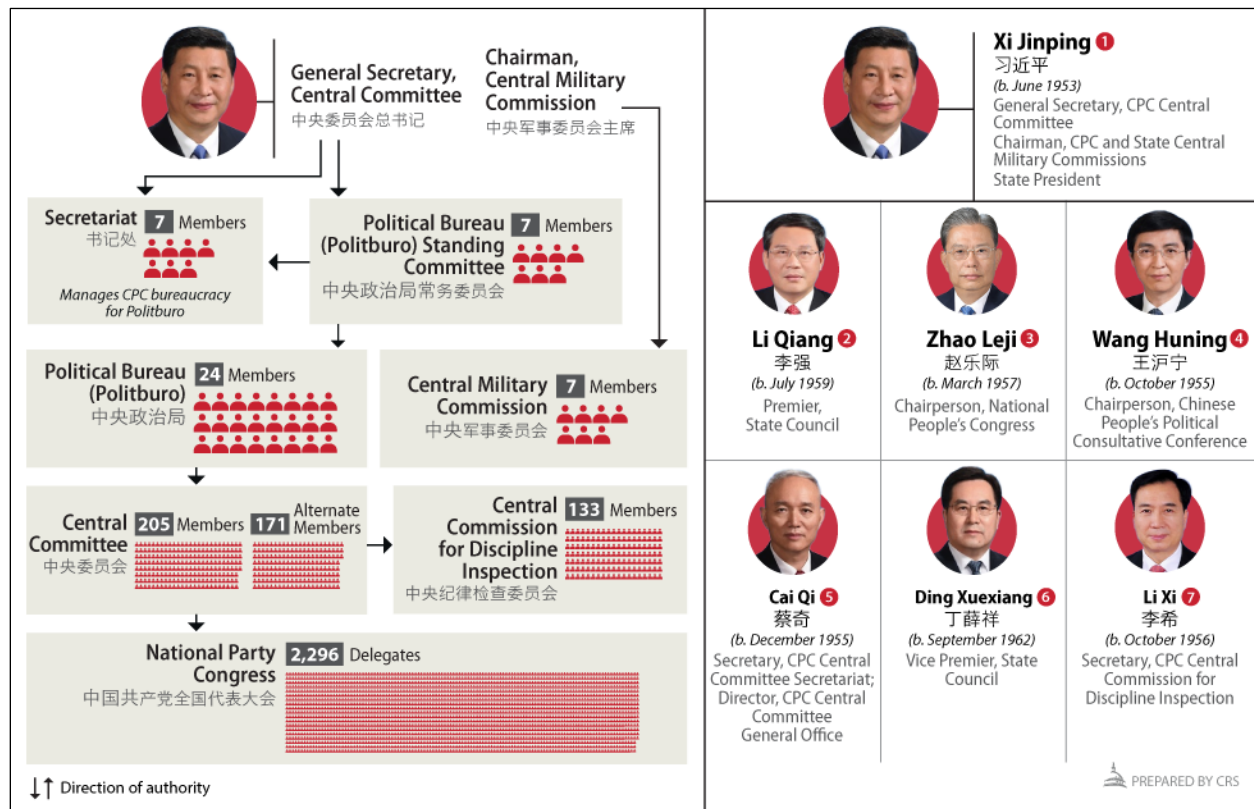 General Secretary,
Central Committee
中央委员会总书记
Chairman,
Central Military
Commission
中央军事委员会主席
Secretariat
书记处
7 Members
Manages CPC bureaucracy
for Politburo
Political Bureau
(Politburo) Standing
Committee
中央政治局常务委员会
7 Members
Political Bureau
(Politburo)
中央政治局
24 Members
Central Military
Commission
中央军事委员会
7 Members
Central
Committee
中央委员会
205 Members
171 Alternate
Members
Central
Commission
for Discipline
Inspection
中央纪律检查委员会
133 Members
National Party
Congress
中国共产党全国代表大会
2,296 Delegates
↓↑ Direction of authority
Xi Jinping 1
习近平
(b. June 1953)
General Secretary, CPC Central
Committee
Chairman, CPC and State Central
Military Commissions
State President
Li Qiang 2
李强
(b. July 1959)
Premier,
State Council
Zhao Leji 3
赵乐际
(b. March 1957)
Chairperson, National
People's Congress
Wang Huning 4
王沪宁
(b. October 1955)
Chairperson, Chinese
People's Political
Consultative Conference
Cai Qi 5
蔡奇
(b. December 1955)
Secretary, CPC Central
Committee Secretariat;
Director, CPC Central
Committee
General Office
Ding Xuexiang 6
丁薛祥
(b. September 1962)
Vice Premier, State
Council
Li Xi 7
李希
(b. October 1956)
Secretary, CPC Central
Commission for
Discipline Inspection
PREPARED BY CRS